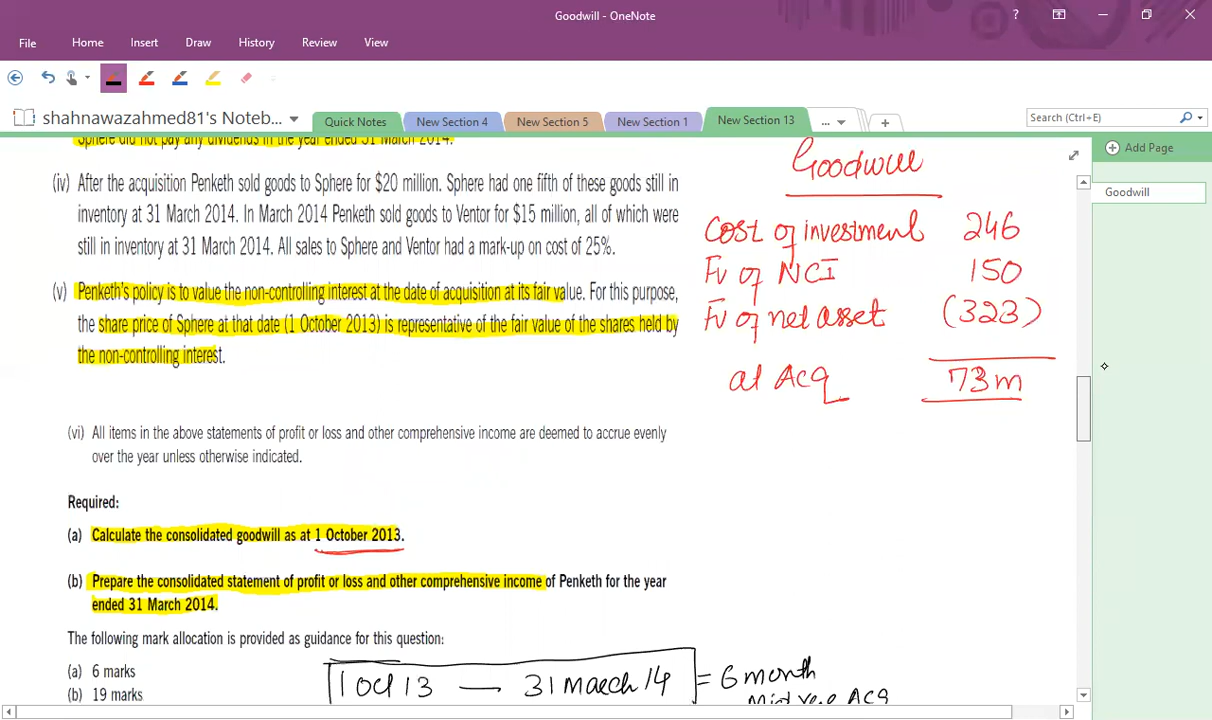 Goodwill - OneNote
?
File Home Insert Draw History Review View
shahnawazahmed81's Noteb... Quick Notes New Section 4 New Section 5 New Section 1 New Section 13 ... + Search (Ctrl+E)
Add Page
Goodwill
Sphere did not pay any dividends in the year ended 31 March 2014.
(iv) After the acquisition Penketh sold goods to Sphere for $20 million. Sphere had one fifth of these goods still in
inventory at 31 March 2014. In March 2014 Penketh sold goods to Ventor for $15 million, all of which were
still in inventory at 31 March 2014. All sales to Sphere and Ventor had a mark-up on cost of 25%.
(v) Penketh's policy is to value the non-controlling interest at the date of acquisition at its fair value. For this purpose,
the share price of Sphere at that date (1 October 2013) is representative of the fair value of the shares held by
the non-controlling interest.
(vi) All items in the above statements of profit or loss and other comprehensive income are deemed to accrue evenly
over the year unless otherwise indicated.
Required:
(a) Calculate the consolidated goodwill as at 1 October 2013.
(b) Prepare the consolidated statement of profit or loss and other comprehensive income of Penketh for the year
ended 31 March 2014.
The following mark allocation is provided as guidance for this question:
(a) 6 marks
(b) 19 marks
Goodwill
Cost of investment 246
Fv of NCI 150
Fv of net asset (323)
at Acq 73m
1 Oct 13 — 31 March 14 = 6 month
Mid year Acq